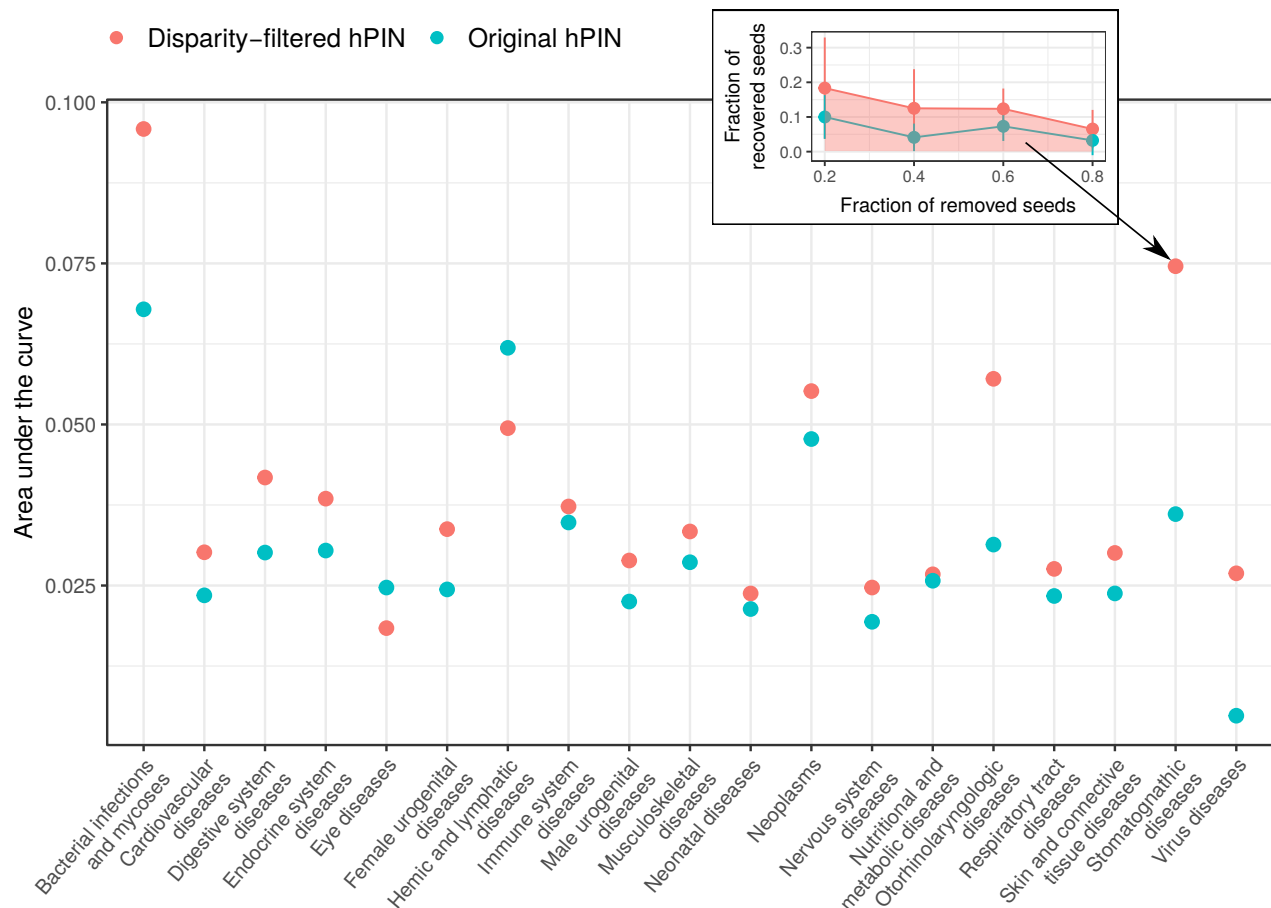 Disparity−filtered hPIN
Original hPIN
Fraction of
recovered seeds
0.3
0.2
0.1
0.0
0.2
0.4
0.6
0.8
Fraction of removed seeds
Area under the curve
0.100
0.075
0.050
0.025
Bacterial infections
and mycoses
Cardiovascular
diseases
Digestive system
diseases
Endocrine system
diseases
Eye diseases
Female urogenital
diseases
Hemic and lymphatic
diseases
Immune system
diseases
Male urogenital
diseases
Musculoskeletal
diseases
Neonatal diseases
Neoplasms
Nervous system
diseases
Nutritional and
metabolic diseases
Otorhinolaryngologic
diseases
Respiratory tract
diseases
Skin and connective
tissue diseases
Stomatognathic
diseases
Virus diseases